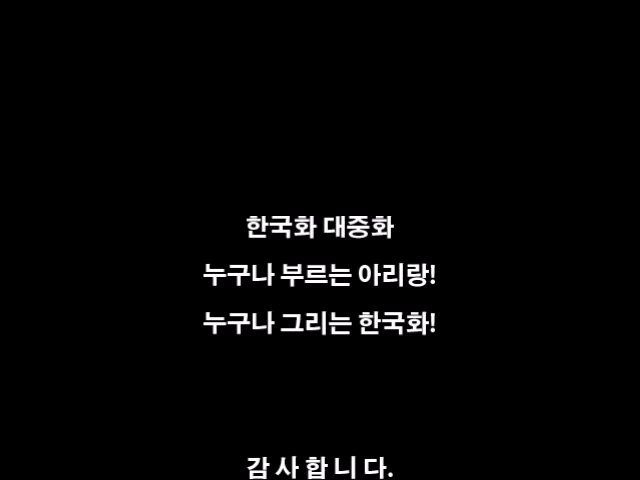 한국화 대중화
누구나 부르는 아리랑!
누구나 그리는 한국화!
감 사 합 니 다.